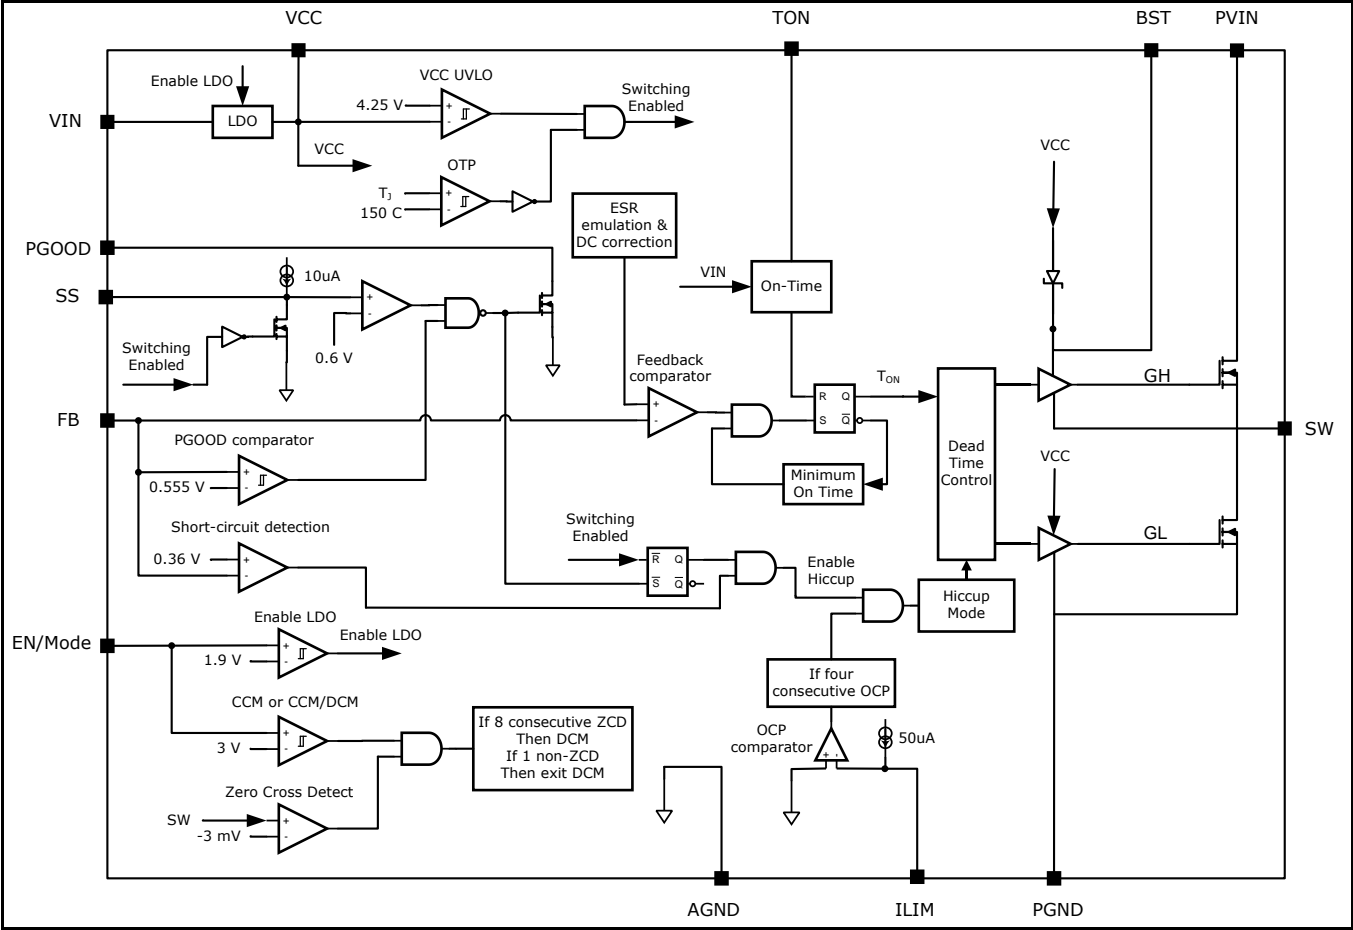 VCC
TON
BST
PVIN
Enable LDO
VCC UVLO
Switching
Enabled
4.25 V
+
-
VIN
LDO
VCC
VCC
OTP
TJ
150 C
+
-
ESR
emulation &
DC correction
PGOOD
10uA
VIN
On-Time
SS
+
-
0.6 V
Switching
Enabled
Feedback
comparator
TON
GH
+
-
R Q
S Q
FB
SW
PGOOD comparator
Dead
Time
Control
VCC
+
-
0.555 V
Minimum
On Time
Short-circuit detection
Switching
Enabled
GL
0.36 V
+
-
R Q
S Q
Enable
Hiccup
Hiccup
Mode
Enable LDO
Enable LDO
EN/Mode
+
-
1.9 V
If four
consecutive OCP
CCM or CCM/DCM
+
-
3 V
If 8 consecutive ZCD
Then DCM
If 1 non-ZCD
Then exit DCM
OCP
comparator
+ -
50uA
Zero Cross Detect
SW
-3 mV
+
-
AGND
ILIM
PGND